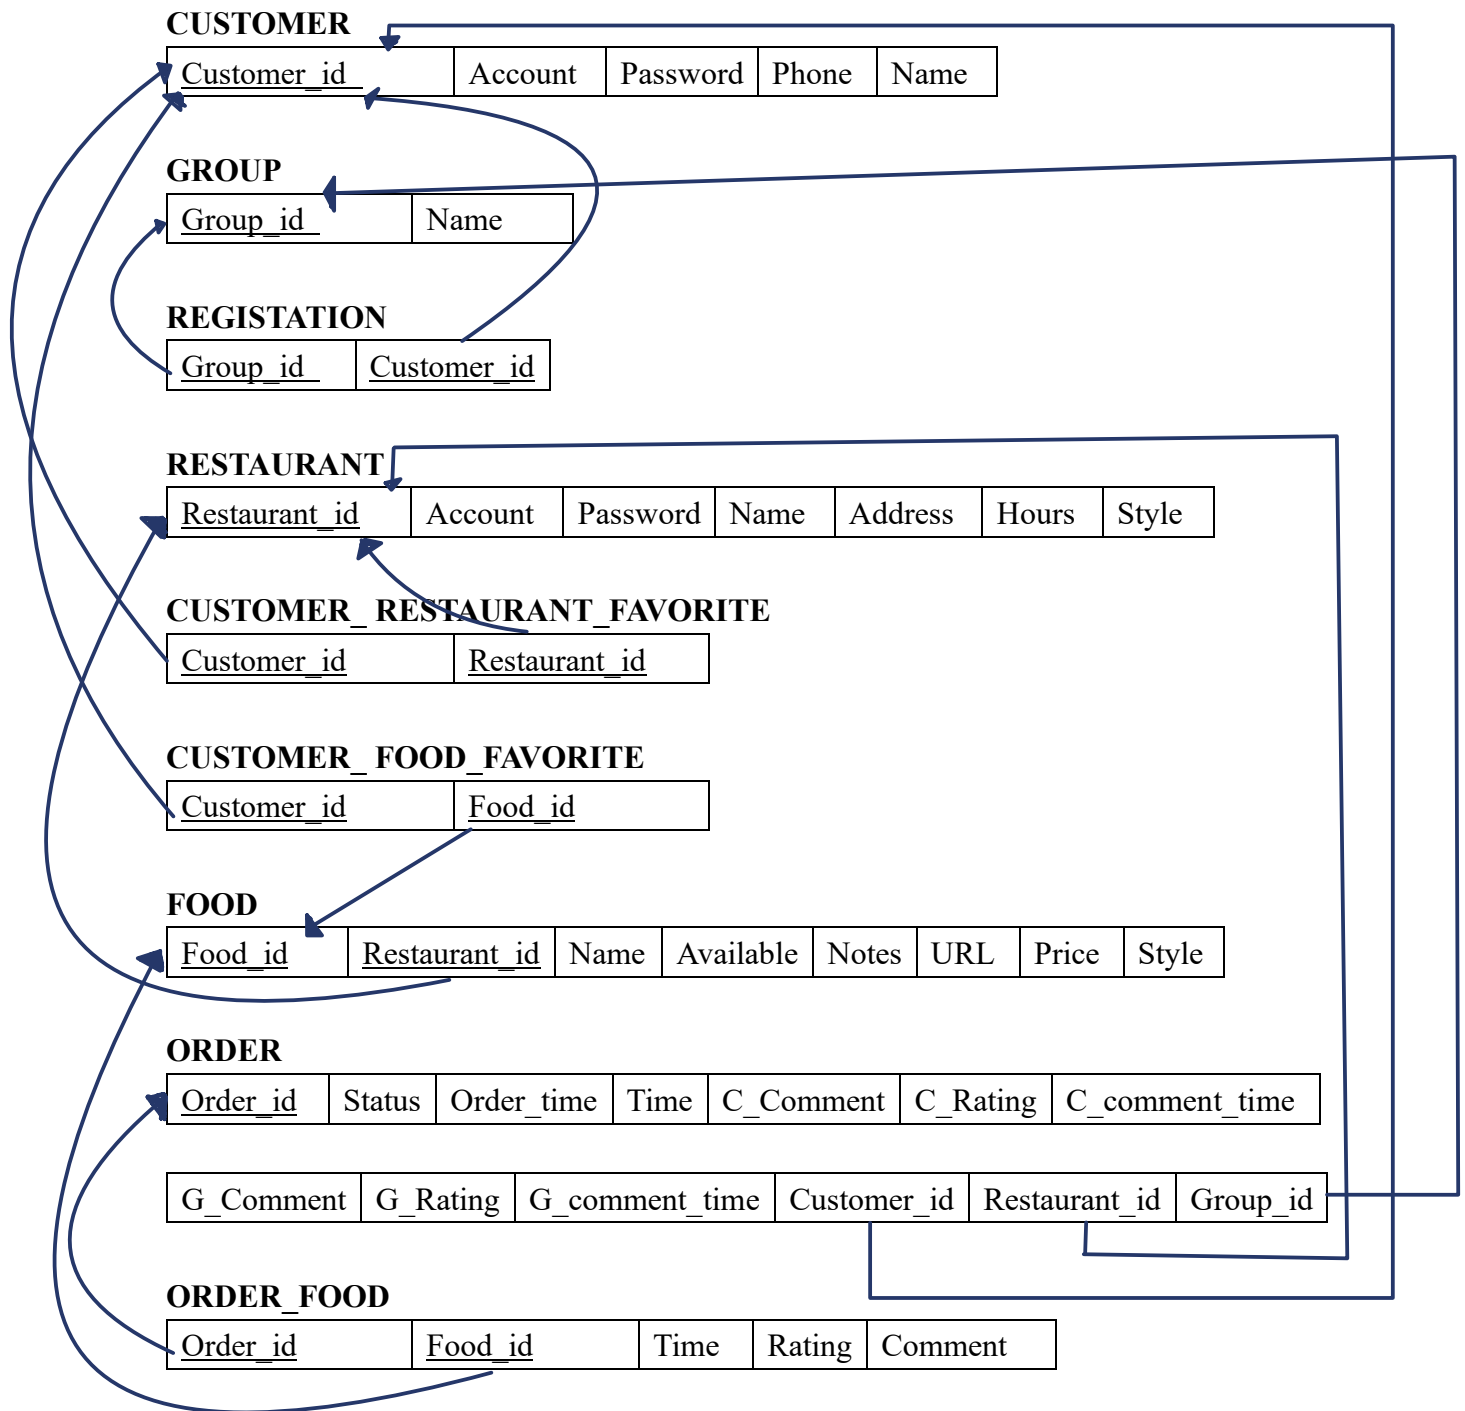 CUSTOMER
Customer_id Account Password Phone Name
GROUP
Group_id Name
REGISTATION
Group_id Customer_id
RESTAURANT
Restaurant_id Account Password Name Address Hours Style
CUSTOMER_ RESTAURANT_FAVORITE
Customer_id Restaurant_id
CUSTOMER_ FOOD_FAVORITE
Customer_id Food_id
FOOD
Food_id Restaurant_id Name Available Notes URL Price Style
ORDER
Order_id Status Order_time Time C_Comment C_Rating C_comment_time
G_Comment G_Rating G_comment_time Customer_id Restaurant_id Group_id
ORDER_FOOD
Order_id Food_id Time Rating Comment